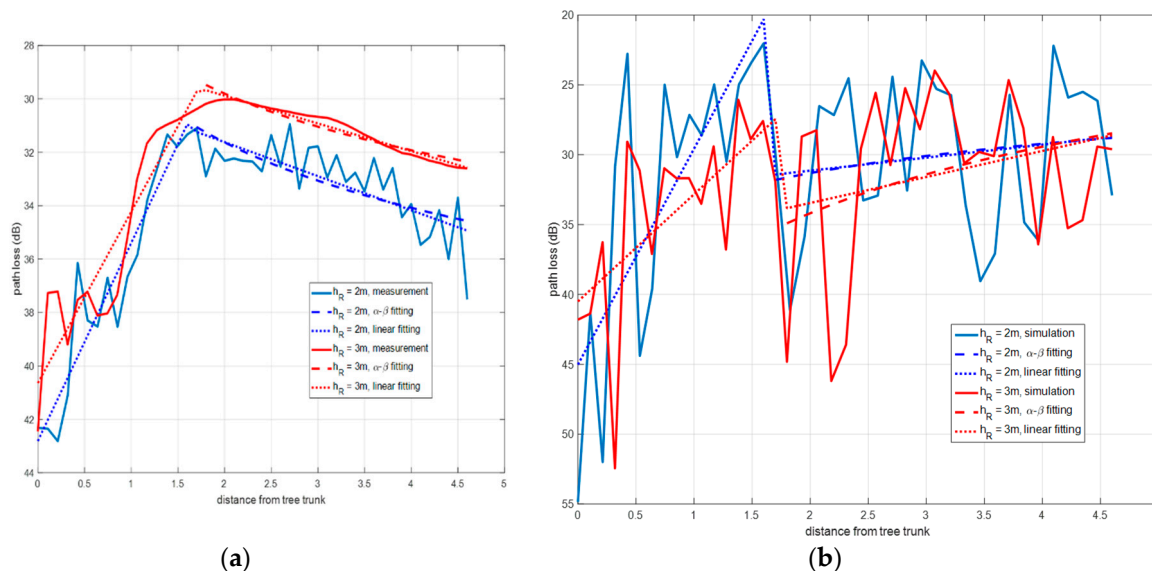 28
30
32
34
36
38
40
42
44
path loss (dB)
h_R = 2m, measurement
h_R = 2m, α-β fitting
h_R = 2m, linear fitting
h_R = 3m, measurement
h_R = 3m, α-β fitting
h_R = 3m, linear fitting
0 0.5 1 1.5 2 2.5 3 3.5 4 4.5 5
distance from tree trunk
(a)
20
25
30
35
40
45
50
55
path loss (dB)
h_R = 2m, simulation
h_R = 2m, α-β fitting
h_R = 2m, linear fitting
h_R = 3m, simulation
h_R = 3m, α-β fitting
h_R = 3m, linear fitting
0 0.5 1 1.5 2 2.5 3 3.5 4 4.5
distance from tree trunk
(b)